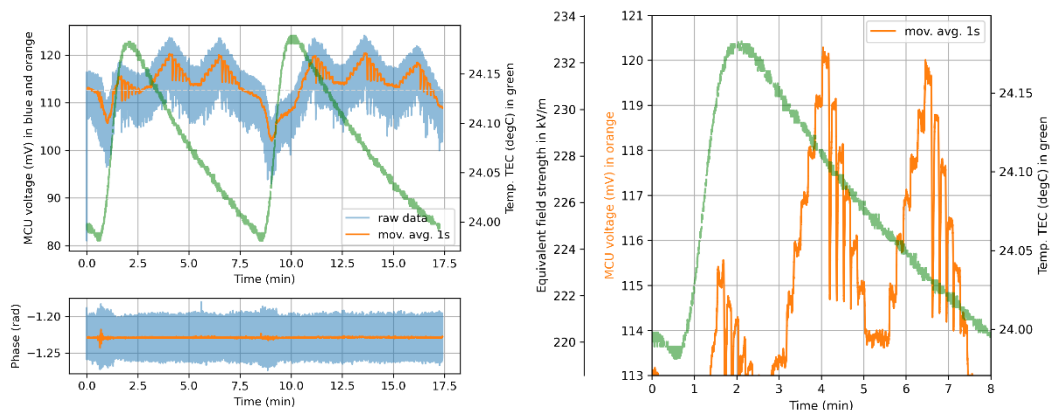 MCU voltage (mV) in blue and orange
120
110
100
90
80
24.15
24.10
24.05
24.00
Temp. TEC (degC) in green
raw data
mov. avg. 1s
0.0 2.5 5.0 7.5 10.0 12.5 15.0 17.5
Time (min)
Phase (rad)
−1.20
−1.25
0.0 2.5 5.0 7.5 10.0 12.5 15.0 17.5
Time (min)
Equivalent field strength in kV/m
234
232
230
228
226
224
222
220
MCU voltage (mV) in orange
121
120
119
118
117
116
115
114
113
mov. avg. 1s
24.15
24.10
24.05
24.00
Temp. TEC (degC) in green
0 1 2 3 4 5 6 7 8
Time (min)